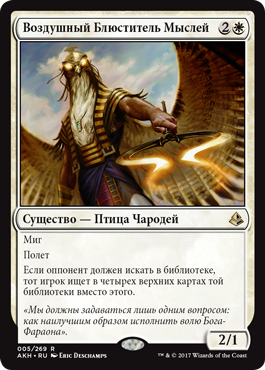 Воздушный Блюститель Мыслей 2
Существо — Птица Чародей
Миг
Полет
Если оппонент должен искать в библиотеке,
тот игрок ищет в четырех верхних картах той
библиотеки вместо этого.
«Мы должны задаваться лишь одним вопросом:
как наилучшим образом исполнить волю Бога-
Фараона».
2/1
005/269 R
AKH • RU Eric Deschamps
™ & © 2017 Wizards of the Coast